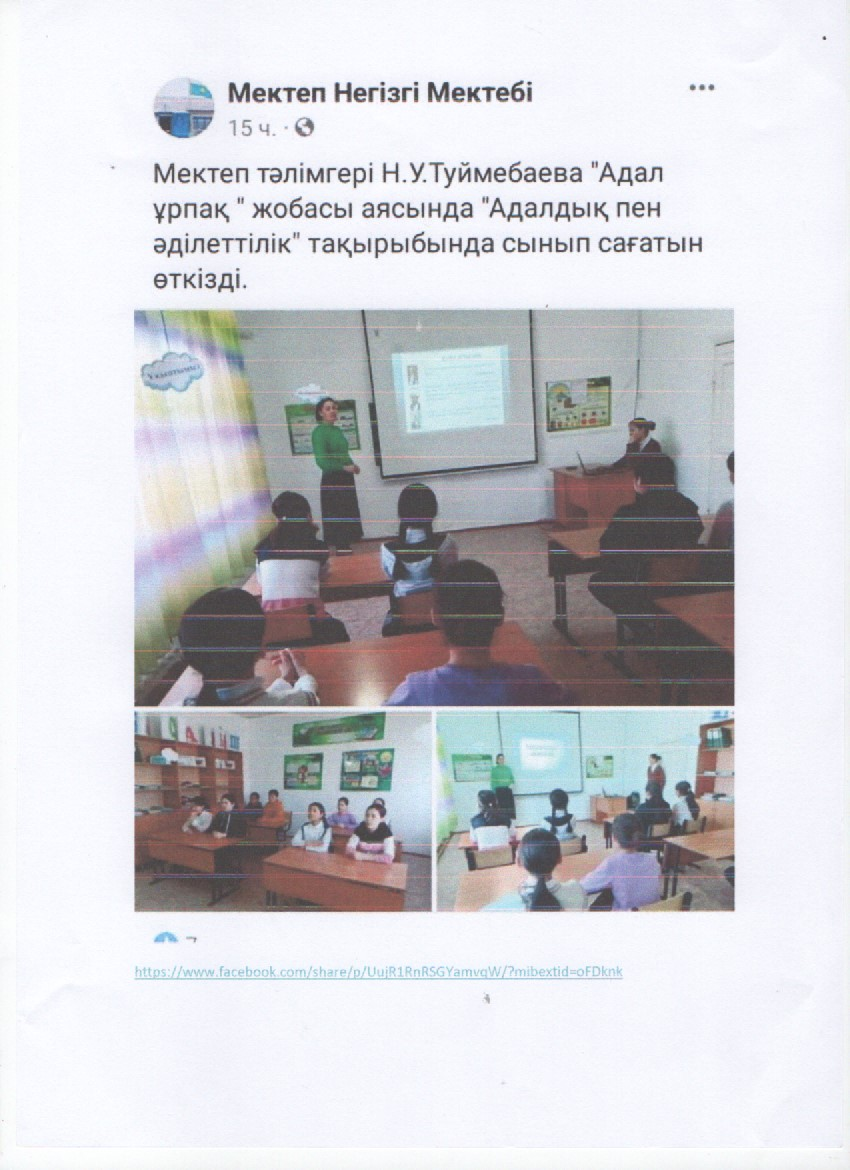 Мектеп Негізгі Мектебі
15 ч. ·
Мектеп тәлімгері Н.У.Туймебаева "Адал
ұрпақ " жобасы аясында "Адалдық пен
әділеттілік" тақырыбында сынып сағатын
өткізді.
https://www.facebook.com/share/p/UujR1RnRSGYamvqW/?mibextid=oFDknk